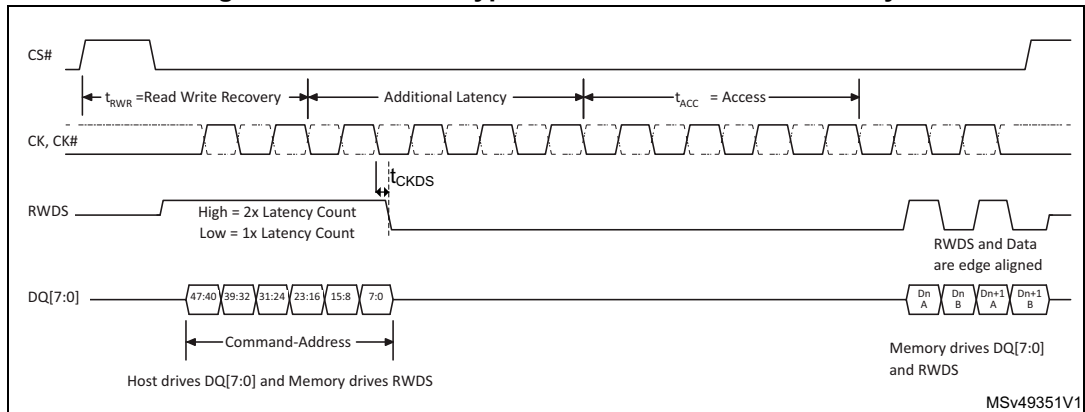 CS#
tRWR =Read Write Recovery
Additional Latency
tACC = Access
CK, CK#
tCKDS
RWDS
High = 2x Latency Count
Low = 1x Latency Count
RWDS and Data
are edge aligned
DQ[7:0]
47:40 39:32 31:24 23:16 15:8 7:0
Dn A
Dn B
Dn+1 A
Dn+1 B
Command-Address
Host drives DQ[7:0] and Memory drives RWDS
Memory drives DQ[7:0]
and RWDS
MSv49351V1